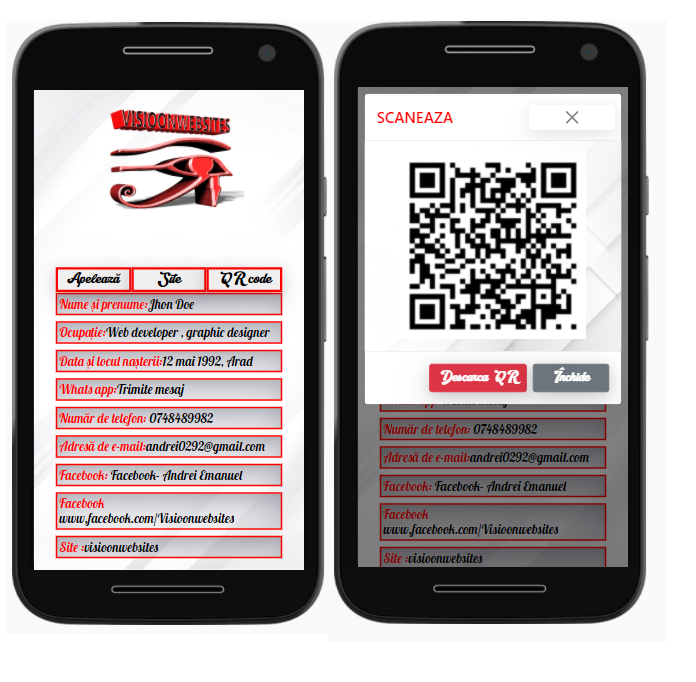 VISIOONWEBSITES
Apelează
Site
QR code
Nume și prenume:Jhon Doe
Ocupație:Web developer , graphic designer
Data și locul nașterii:12 mai 1992, Arad
Whats app:Trimite mesaj
Număr de telefon: 0748489982
Adresă de e-mail:andrei0292@gmail.com
Facebook: Facebook- Andrei Emanuel
Facebook
www.facebook.com/Visioonwebsites
Site :visioonwebsites
SCANEAZA
Descarca QR
Închide
Număr de telefon: 0748489982
Adresă de e-mail:andrei0292@gmail.com
Facebook: Facebook- Andrei Emanuel
Facebook
www.facebook.com/Visioonwebsites
Site :visioonwebsites